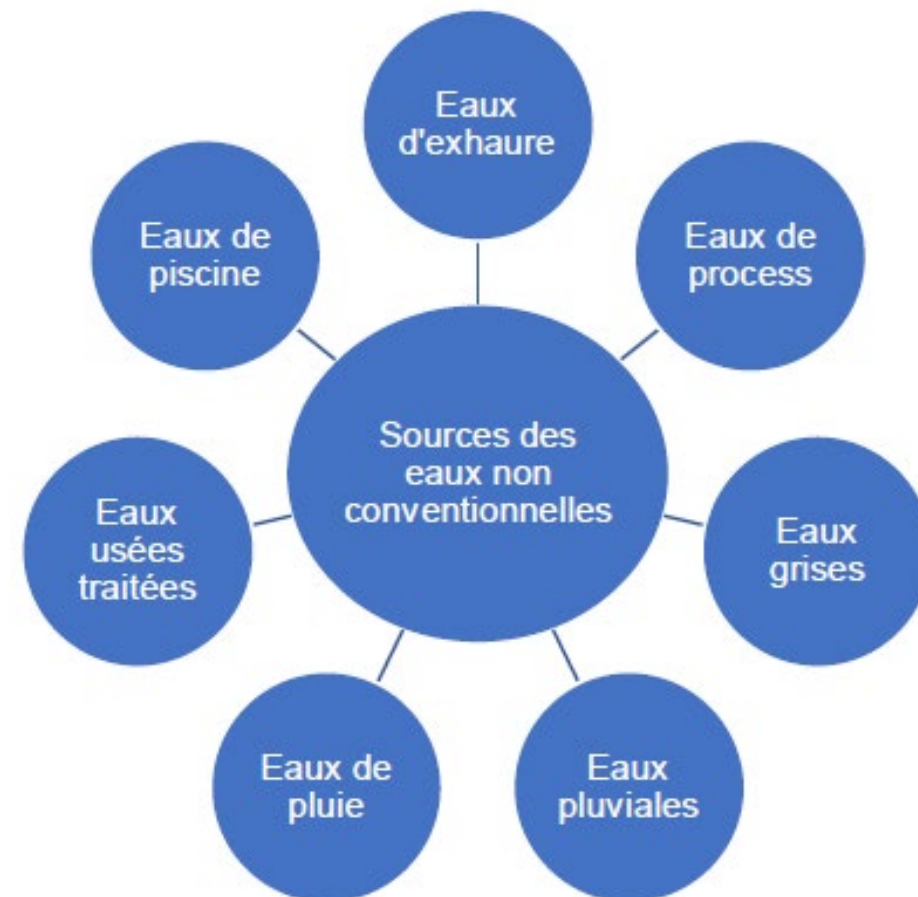 Eaux
d'exhaure
Eaux de
process
Eaux
grises
Eaux
pluviales
Eaux de
pluie
Eaux
usées
traitées
Eaux de
piscine
Sources des
eaux non
conventionnelles